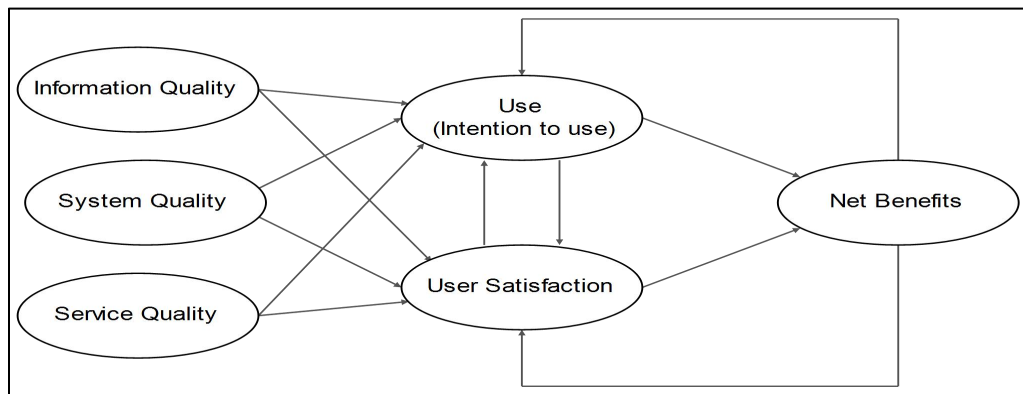 Information Quality
Use
(Intention to use)
System Quality
Net Benefits
User Satisfaction
Service Quality